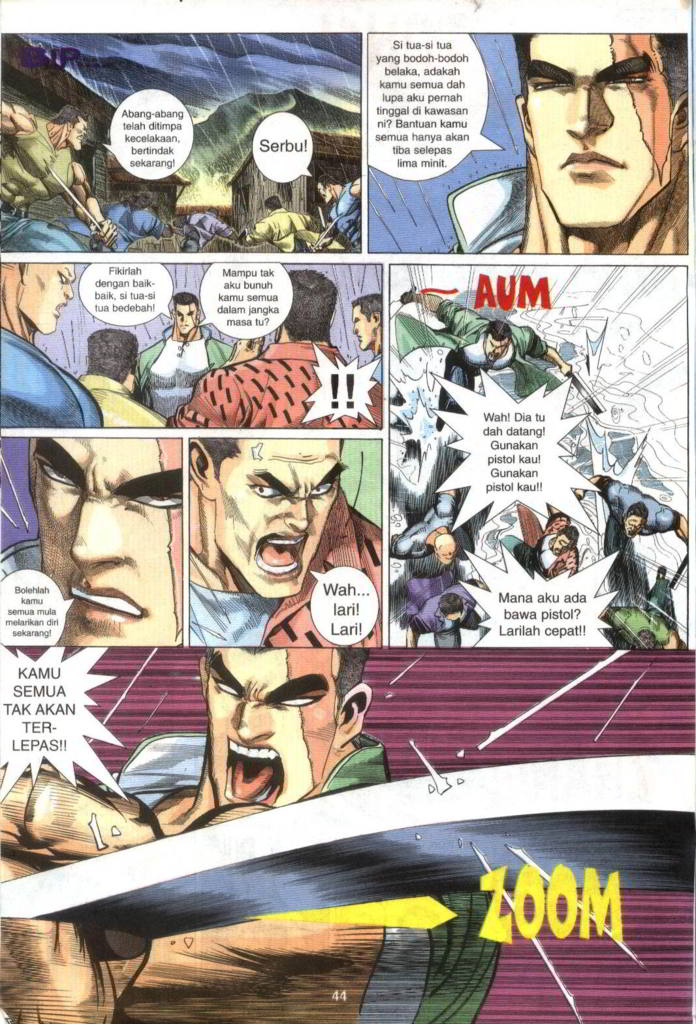 BIP...
Abang-abang
telah ditimpa
kecelakaan,
bertindak
sekarang!
Serbu!
Si tua-si tua
yang bodoh-bodoh
belaka, adakah
kamu semua dah
lupa aku pernah
tinggal di kawasan
ni? Bantuan kamu
semua hanya akan
tiba selepas
lima minit.
Fikirlah
dengan baik-
baik, si tua-si
tua bedebah!
Mampu tak
aku bunuh
kamu semua
dalam jangka
masa tu?
!!
AUM
Wah! Dia tu
dah datang!
Gunakan
pistol kau!
Gunakan
pistol kau!!
Mana aku ada
bawa pistol?
Larilah cepat!!
Bolehlah
kamu
semua mula
melarikan diri
sekarang!
Wah...
lari!
Lari!
KAMU
SEMUA
TAK AKAN
TER-
LEPAS!!
ZOOM
44